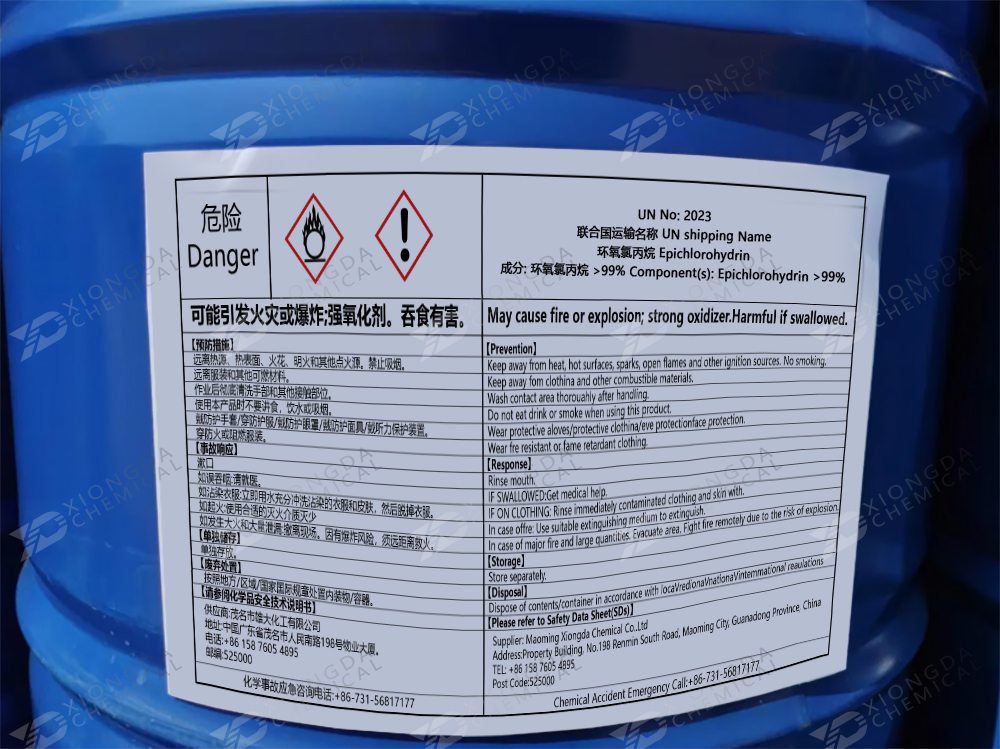 危险
Danger
UN No: 2023
联合国运输名称 UN shipping Name
环氧氯丙烷 Epichlorohydrin
成分: 环氧氯丙烷 >99% Component(s): Epichlorohydrin >99%
可能引发火灾或爆炸;强氧化剂。吞食有害。
May cause fire or explosion; strong oxidizer.Harmful if swallowed.
【预防措施】
远离热源、热表面、火花、明火和其他点火源。禁止吸烟。
远离服装和其他可燃材料。
作业后彻底清洗手部和其他接触部位。
使用本产品时不要讲食，饮水或吸烟。
戴防护手套/穿防护服/戴防护眼罩/戴防护面具/戴听力保护装置。
穿防火或阻燃服装。
【事故响应】
漱口
如误吞咽:清就医。
如沾染衣服:立即用水充分冲洗沾染的衣服和皮肤，然后脱掉衣服。
如起火:使用合适的灭火介质灭少
如发生大火和大量泄漏:撤离现场。因有爆炸风险，须远距离救火。
【单独储存】
单独存放。
【废弃处置】
按照地方/区域/国家国际规章处置内装物/容器。
【请参阅化学品安全技术说明书】
供应商:茂名市雄大化工有限公司
地址:中国广东省茂名市人民南路198号物业大厦。
电话:+86 158 7605 4895
邮编:525000
化学事故应急咨询电话:+86-731-56817177
【Prevention】
Keep away from heat, hot surfaces, sparks, open flames and other ignition sources. No smoking.
Keep away fom clothina and other combustible materials.
Wash contact area thorouahly after handling.
Do not eat drink or smoke when using this product.
Wear protective aloves/protective clothina/eve protectionface protection.
Wear fre resistant or fame retardant clothing.
【Response】
Rinse mouth.
IF SWALLOWED:Get medical help.
IF ON CLOTHING: Rinse immediately contaminated clothing and skin with.
In case offre: Use suitable extinguishing medium to extinguish.
In case of major fire and large quantities. Evacuate area. Fight fire remotely due to the risk of explosion.
【Storage】
Store separately.
【Disposal】
Dispose of contents/container in accordance with locaVredionaVnationaVintemmational reaulations
【Please refer to Safety Data Sheet(SDs)】
Supplier: Maoming Xiongda Chemical Co.,Ltd
Address:Property Building. No.198 Renmin South Road, Maoming City, Guanadong Province, China
TEL: +86 158 7605 4895
Post Code:525000
Chemical Accident Emergency Call:+86-731-56817177
XIONGDA
CHEMICAL